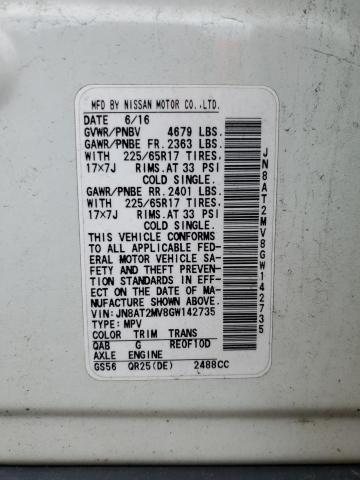 MFD BY NISSAN MOTOR CO.,LTD.
DATE 6/16
GVWR/PNBV 4679 LBS.
GAWR/PNBE FR. 2363 LBS.
WITH 225/65R17 TIRES.
17×7J RIMS.AT 33 PSI
COLD SINGLE.
GAWR/PNBE RR. 2401 LBS.
WITH 225/65R17 TIRES.
17×7J RIMS.AT 33 PSI
COLD SINGLE.
THIS VEHICLE CONFORMS
TO ALL APPLICABLE FED-
ERAL MOTOR VEHICLE SA-
FETY AND THEFT PREVEN-
TION STANDARDS IN EFF-
ECT ON THE DATE OF MA-
NUFACTURE SHOWN ABOVE.
VIN:JN8AT2MV8GW142735
TYPE:MPV
COLOR TRIM TRANS
QAB G RE0F10D
AXLE ENGINE
GS56 QR25(DE) 2488CC
JN8AT2MV8GW142735